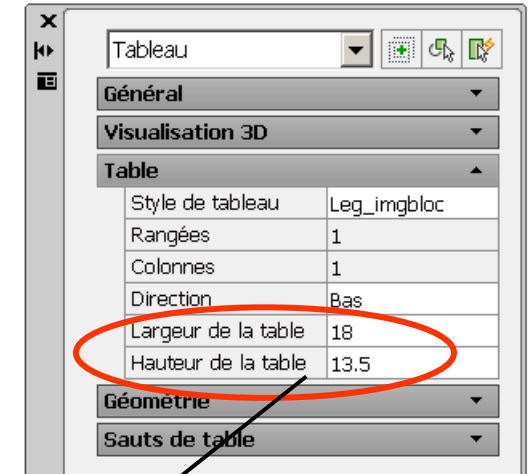 Tableau
Général
Visualisation 3D
Table
Style de tableau Leg_imgbloc
Rangées 1
Colonnes 1
Direction Bas
Largeur de la table 18
Hauteur de la table 13.5
Géométrie
Sauts de table